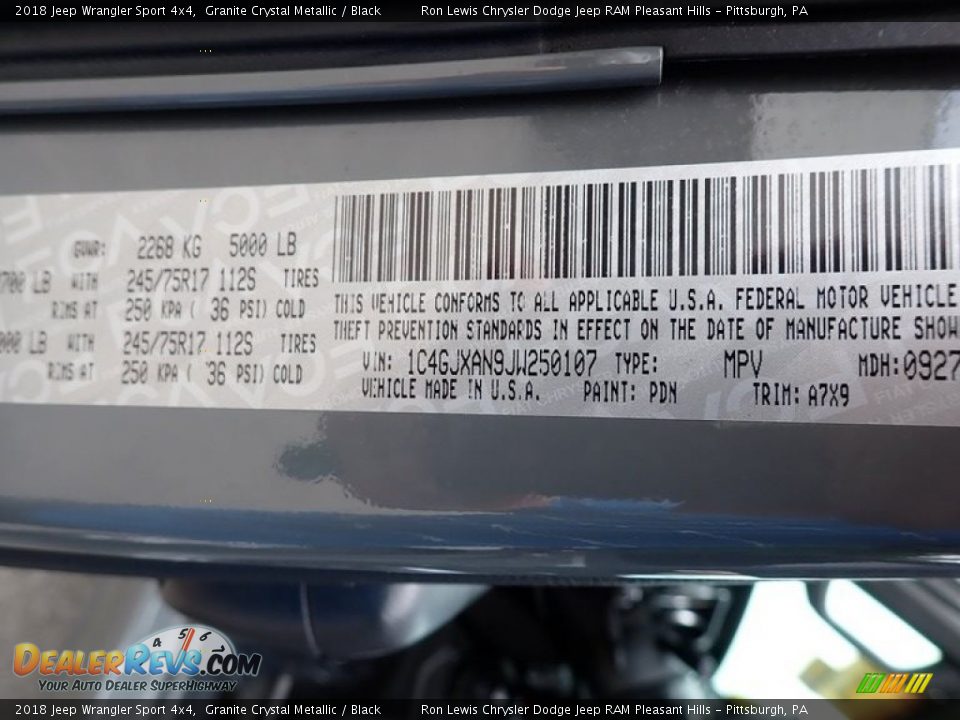 2018 Jeep Wrangler Sport 4x4, Granite Crystal Metallic / Black Ron Lewis Chrysler Dodge Jeep RAM Pleasant Hills - Pittsburgh, PA
GVWR: 2268 KG 5000 LB
700 LB WITH 245/75R17 112S TIRES
RIMS AT 250 KPA ( 36 PSI) COLD
000 LB WITH 245/75R17 112S TIRES
RIMS AT 250 KPA ( 36 PSI) COLD
THIS VEHICLE CONFORMS TO ALL APPLICABLE U.S.A. FEDERAL MOTOR VEHICLE
THEFT PREVENTION STANDARDS IN EFFECT ON THE DATE OF MANUFACTURE SHOW
VIN: 1C4GJXAN9JW250107 TYPE: MPV MDH:0927
VEHICLE MADE IN U.S.A. PAINT: PDN TRIM: A7X9
4 5 6
DealerRevs.com
Your Auto Dealer SuperHighway
2018 Jeep Wrangler Sport 4x4, Granite Crystal Metallic / Black Ron Lewis Chrysler Dodge Jeep RAM Pleasant Hills - Pittsburgh, PA